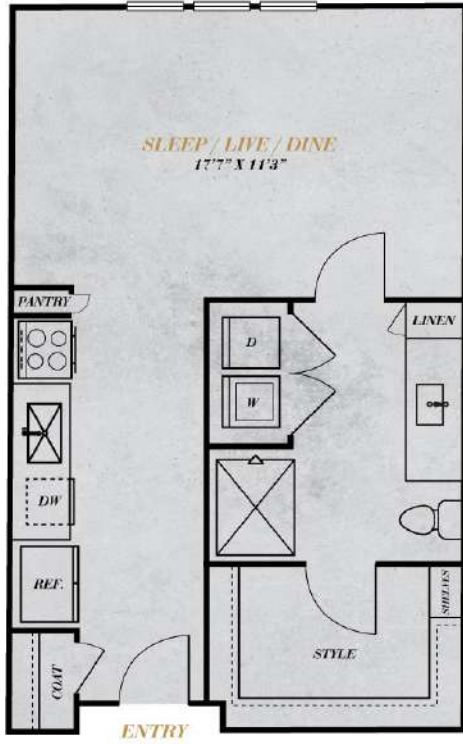 SLEEP / LIVE / DINE
17'7" X 11'3"
PANTRY
LINEN
D
W
DW
REF.
SHELVES
STYLE
COAT
ENTRY